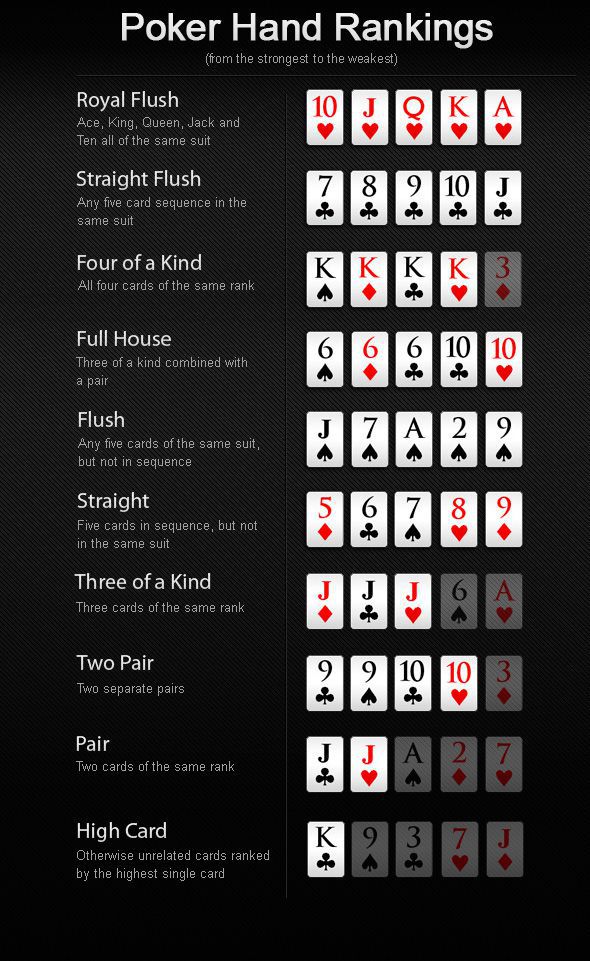 Poker Hand Rankings
(from the strongest to the weakest)
Royal Flush
Ace, King, Queen, Jack and
Ten all of the same suit
10 J Q K A
Straight Flush
Any five card sequence in the
same suit
7 8 9 10 J
Four of a Kind
All four cards of the same rank
K K K K 3
Full House
Three of a kind combined with
a pair
6 6 6 10 10
Flush
Any five cards of the same suit,
but not in sequence
J 7 A 2 9
Straight
Five cards in sequence, but not
in the same suit
5 6 7 8 9
Three of a Kind
Three cards of the same rank
J J J 6 A
Two Pair
Two separate pairs
9 9 10 10 3
Pair
Two cards of the same rank
J J A 2 7
High Card
Otherwise unrelated cards ranked
by the highest single card
K 9 3 7 J